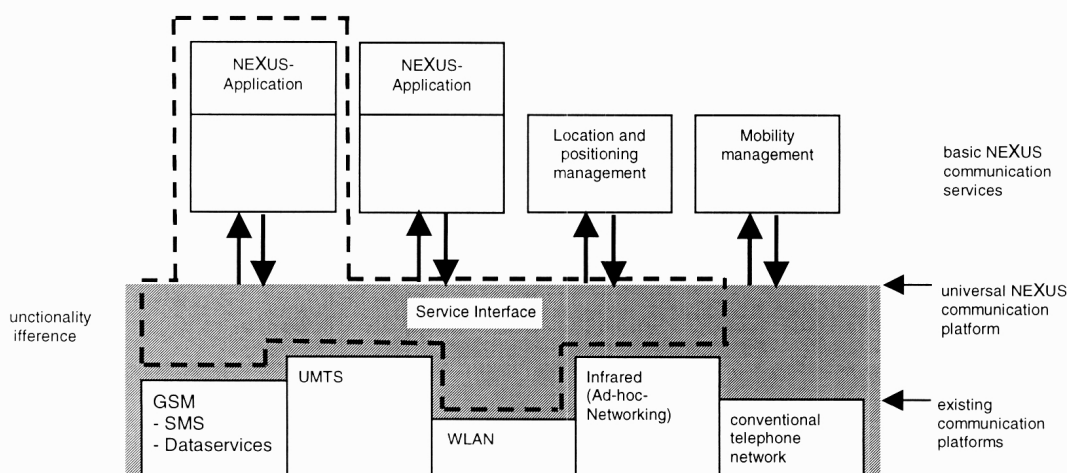 NEXUS-
Application
NEXUS-
Application
Location and
positioning
management
Mobility
management
basic NEXUS
communication
services
unctionality
ifference
Service Interface
universal NEXUS
communication
platform
GSM
- SMS
- Dataservices
UMTS
WLAN
Infrared
(Ad-hoc-
Networking)
conventional
telephone
network
existing
communication
platforms